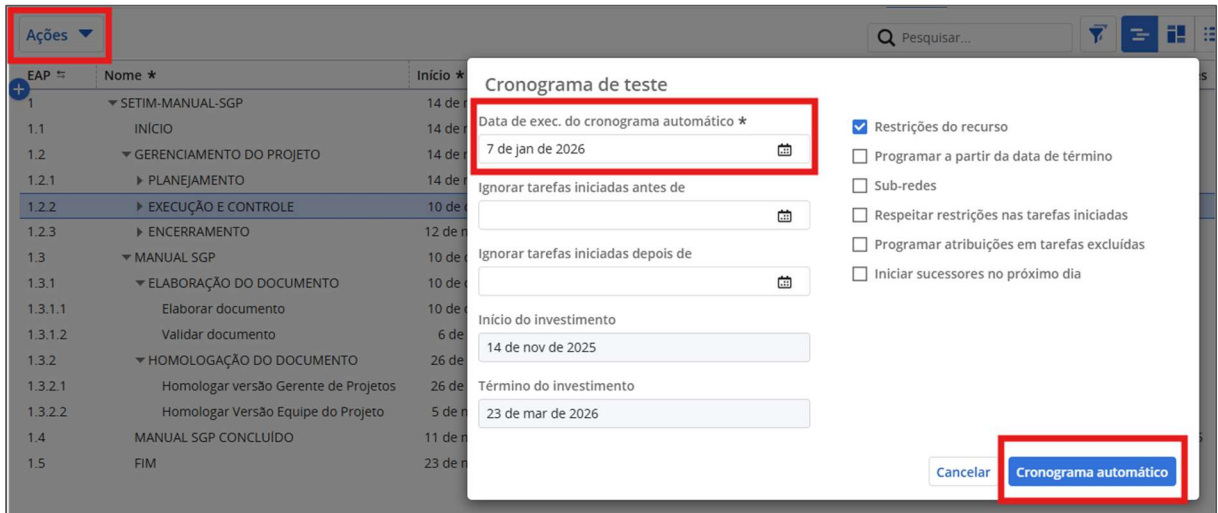 Ações
Pesquisar...
EAP Nome * Início *
1 SETIM-MANUAL-SGP 14 de
1.1 INÍCIO 14 de
1.2 GERENCIAMENTO DO PROJETO 14 de
1.2.1 PLANEJAMENTO 14 de
1.2.2 EXECUÇÃO E CONTROLE 10 de
1.2.3 ENCERRAMENTO 12 de
1.3 MANUAL SGP 10 de
1.3.1 ELABORAÇÃO DO DOCUMENTO 10 de
1.3.1.1 Elaborar documento 10 de
1.3.1.2 Validar documento 6 de
1.3.2 HOMOLOGAÇÃO DO DOCUMENTO 26 de
1.3.2.1 Homologar versão Gerente de Projetos 26 de
1.3.2.2 Homologar Versão Equipe do Projeto 5 de
1.4 MANUAL SGP CONCLUÍDO 11 de
1.5 FIM 23 de
Cronograma de teste
Data de exec. do cronograma automático *
7 de jan de 2026
Ignorar tarefas iniciadas antes de
Ignorar tarefas iniciadas depois de
Início do investimento
14 de nov de 2025
Término do investimento
23 de mar de 2026
Restrições do recurso
Programar a partir da data de término
Sub-redes
Respeitar restrições nas tarefas iniciadas
Programar atribuições em tarefas excluídas
Iniciar sucessores no próximo dia
Cancelar
Cronograma automático